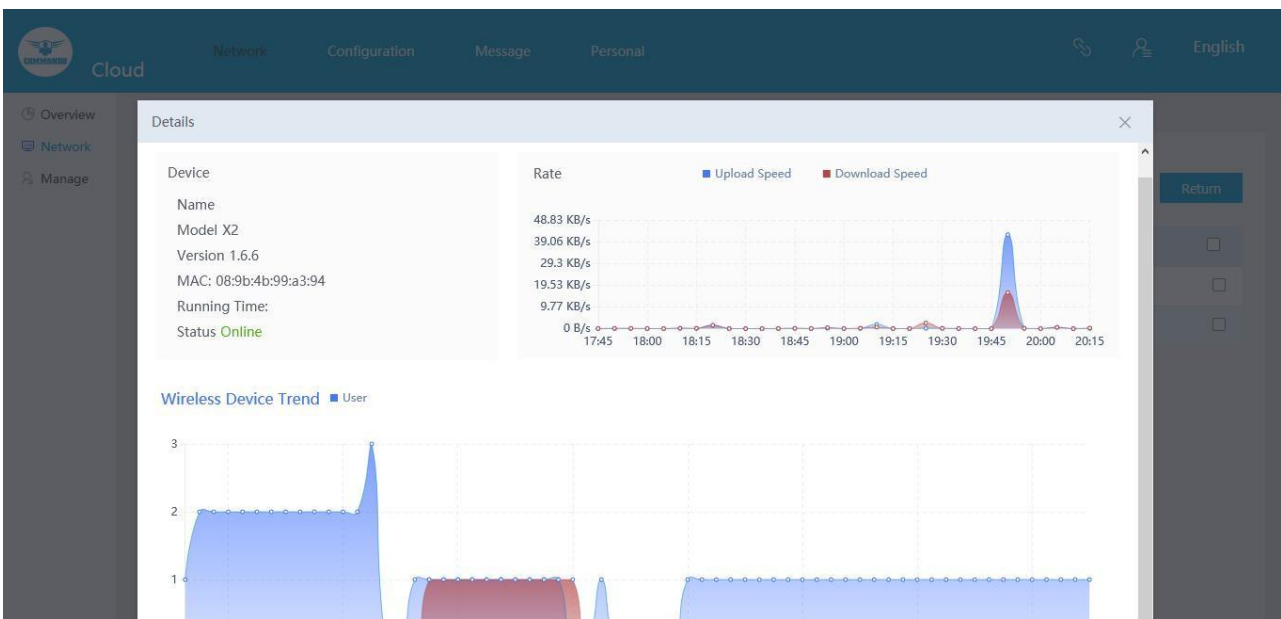 COMMANDO
Cloud
Network Configuration Message Personal English
Overview
Network
Manage
Details
Return
Device
Name
Model X2
Version 1.6.6
MAC: 08:9b:4b:99:a3:94
Running Time:
Status Online
Rate Upload Speed Download Speed
48.83 KB/s
39.06 KB/s
29.3 KB/s
19.53 KB/s
9.77 KB/s
0 B/s
17:45 18:00 18:15 18:30 18:45 19:00 19:15 19:30 19:45 20:00 20:15
Wireless Device Trend User
3
2
1